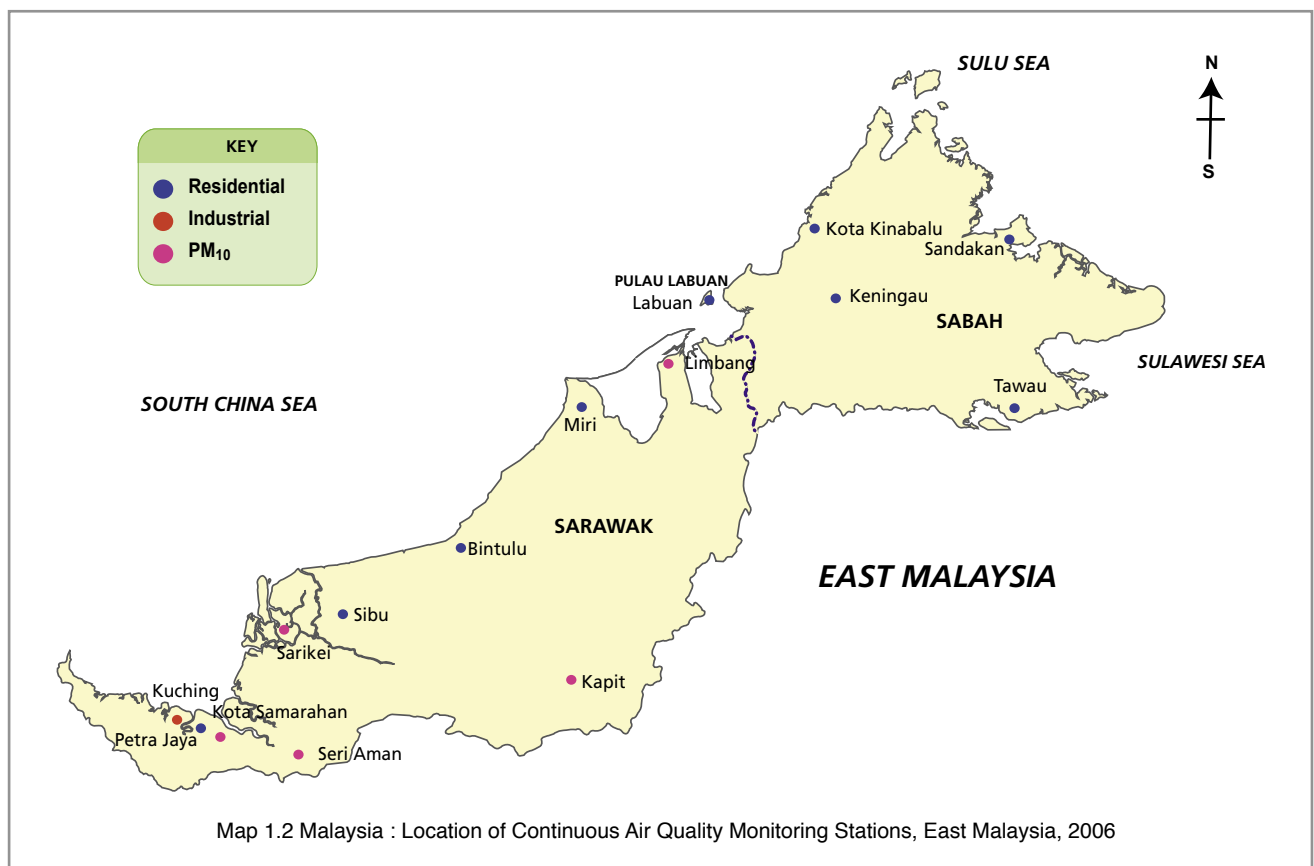 SULU SEA
N
S
KEY
Residential
Industrial
PM10
Kota Kinabalu
Sandakan
PULAU LABUAN
Labuan
Keningau
SABAH
Limbang
SULAWESI SEA
Tawau
SOUTH CHINA SEA
Miri
SARAWAK
Bintulu
EAST MALAYSIA
Sibu
Sarikei
Kapit
Kuching
Kota Samarahan
Petra Jaya
Seri Aman
Map 1.2 Malaysia : Location of Continuous Air Quality Monitoring Stations, East Malaysia, 2006